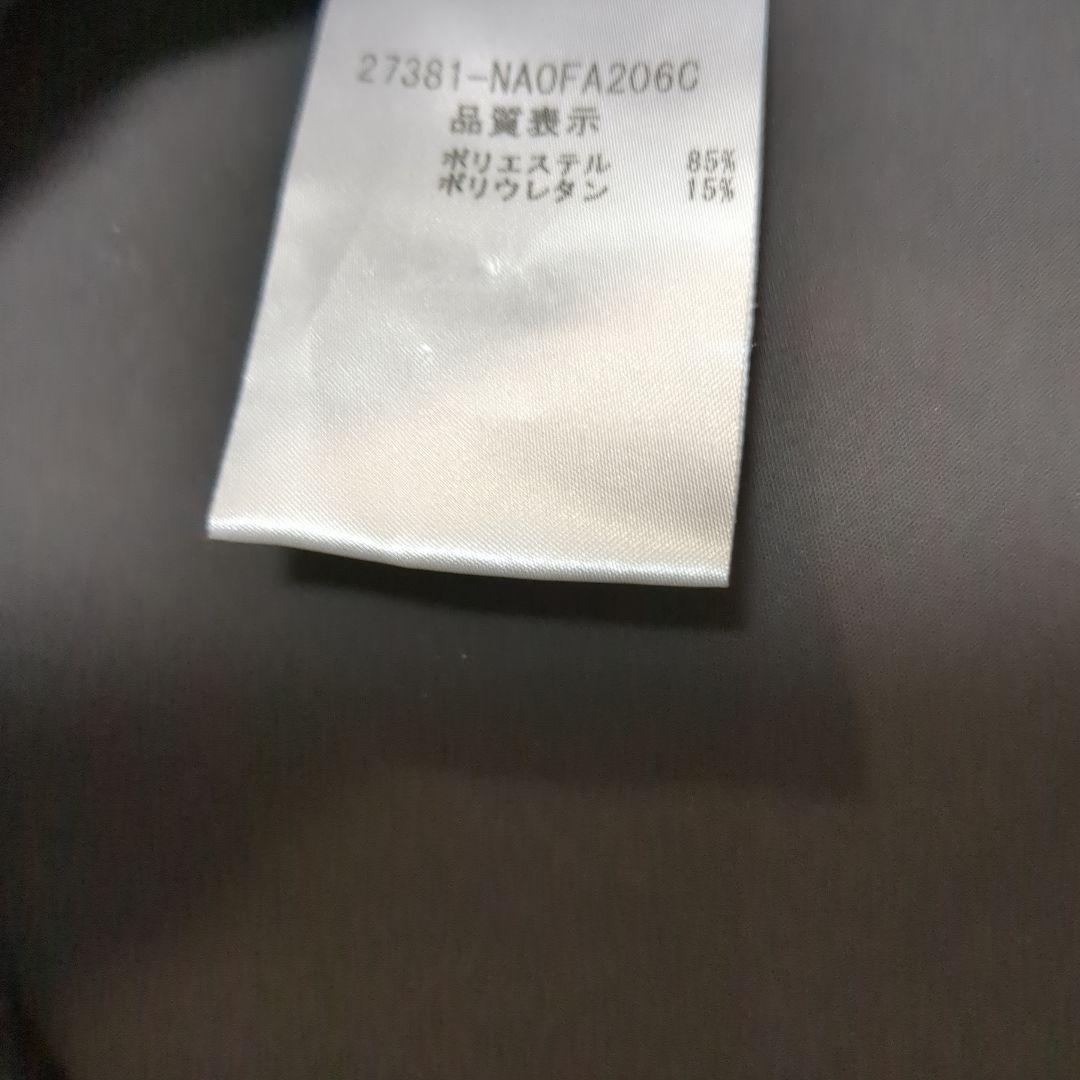 27381-NA0FA206C
品質表示
ポリエステル 85%
ポリウレタン 15%